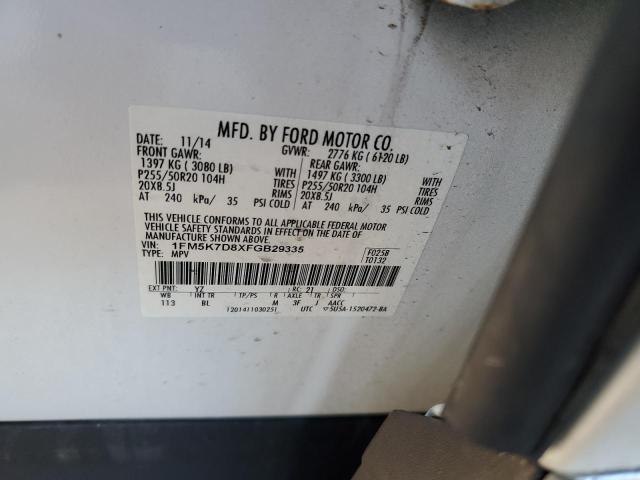 MFD. BY FORD MOTOR CO.
DATE: 11/14 GVWR: 2776 KG ( 6120 LB)
FRONT GAWR: REAR GAWR:
1397 KG ( 3080 LB) WITH 1497 KG ( 3300 LB) WITH
P255/50R20 104H TIRES P255/50R20 104H TIRES
20X8.5J RIMS 20X8.5J RIMS
AT 240 kPa/ 35 PSI COLD AT 240 kPa/ 35 PSI COLD
THIS VEHICLE CONFORMS TO ALL APPLICABLE FEDERAL MOTOR
VEHICLE SAFETY STANDARDS IN EFFECT ON THE DATE OF
MANUFACTURE SHOWN ABOVE.
VIN: 1FM5K7D8XFGB29335 F0258
TYPE: MPV T0132
EXT PNT: YZ RC: 21 DSO:
WB INT TR TP/PS R AXLE TR SPR
113 BL M 3F J AACC
UTC